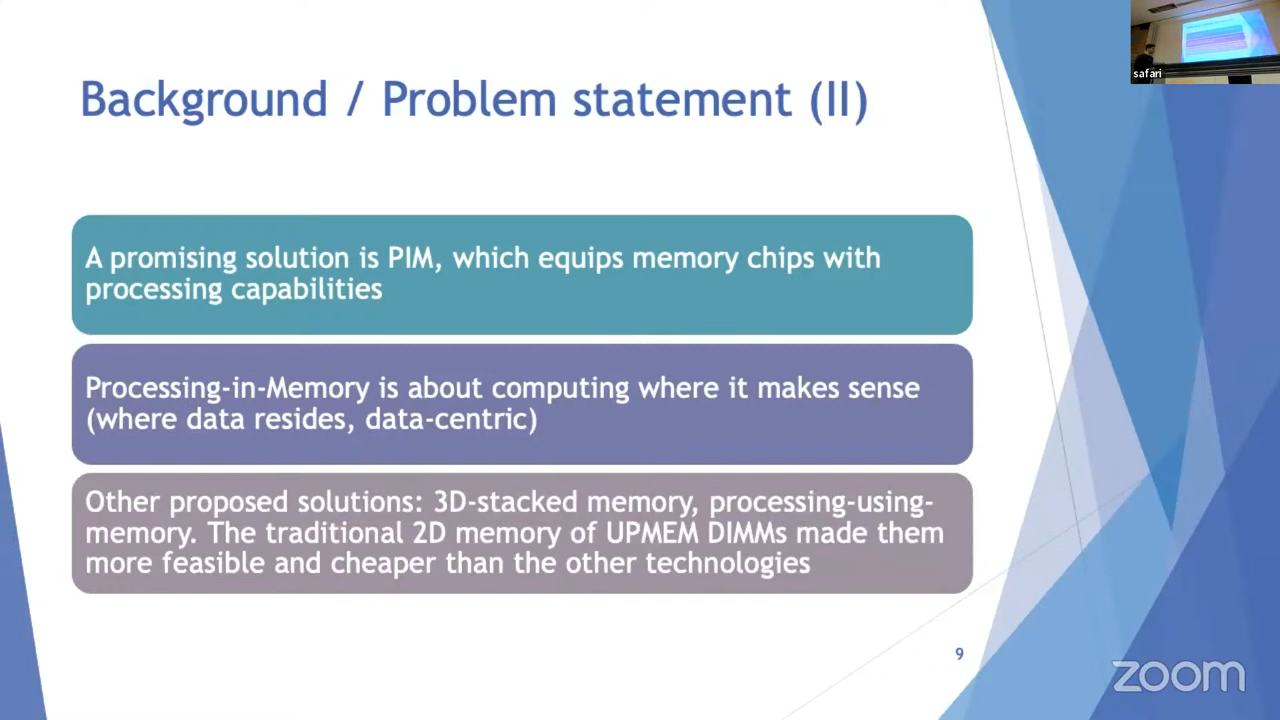 safari
Background / Problem statement (II)
A promising solution is PIM, which equips memory chips with
processing capabilities
Processing-in-Memory is about computing where it makes sense
(where data resides, data-centric)
Other proposed solutions: 3D-stacked memory, processing-using-
memory. The traditional 2D memory of UPMEM DIMMs made them
more feasible and cheaper than the other technologies
9
zoom